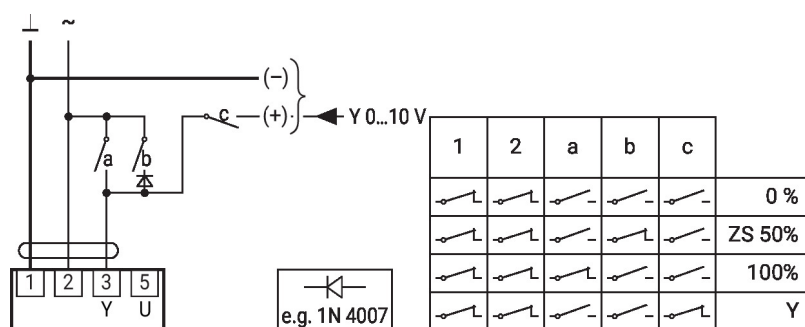 ⊥ ~
(–)
c (+) Y 0...10 V
a b
1 2 3 5
Y U
e.g. 1N 4007
1 2 a b c
0 %
ZS 50%
100%
Y